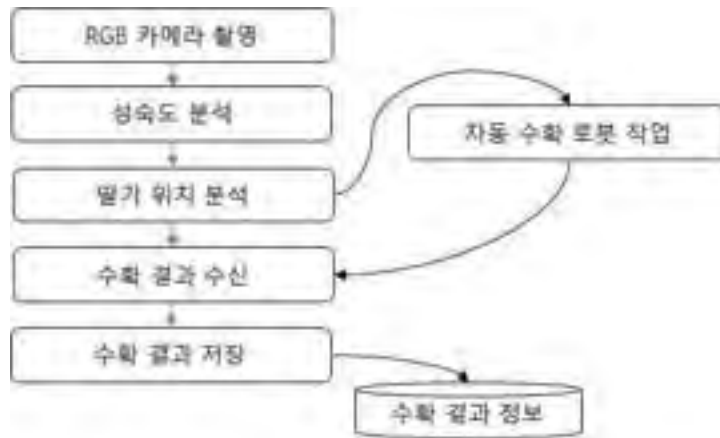 RGB 카메라 촬영
성숙도 분석
자동 수확 로봇 작업
딸기 위치 분석
수확 결과 수신
수확 결과 저장
수확 결과 정보